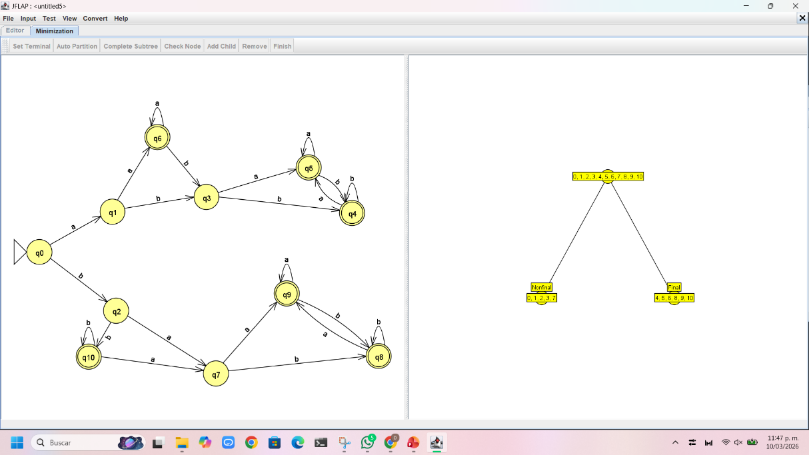 JFLAP : <untitled5>
File Input Test View Convert Help
Editor Minimization
Set Terminal Auto Partition Complete Subtree Check Node Add Child Remove Finish
a
q6
a
q5
a
b
a
b
b
a
q1
b
q3
b
q4
a
q0
b
a
q9
q2
b
a
b
b
a
a
b
q10
a
q7
b
q8
0, 1, 2, 3, 4, 5, 6, 7, 8, 9, 10
Nonfinal
0, 1, 2, 3, 7
Final
4, 5, 6, 8, 9, 10
Buscar
11:47 p. m.
10/03/2026